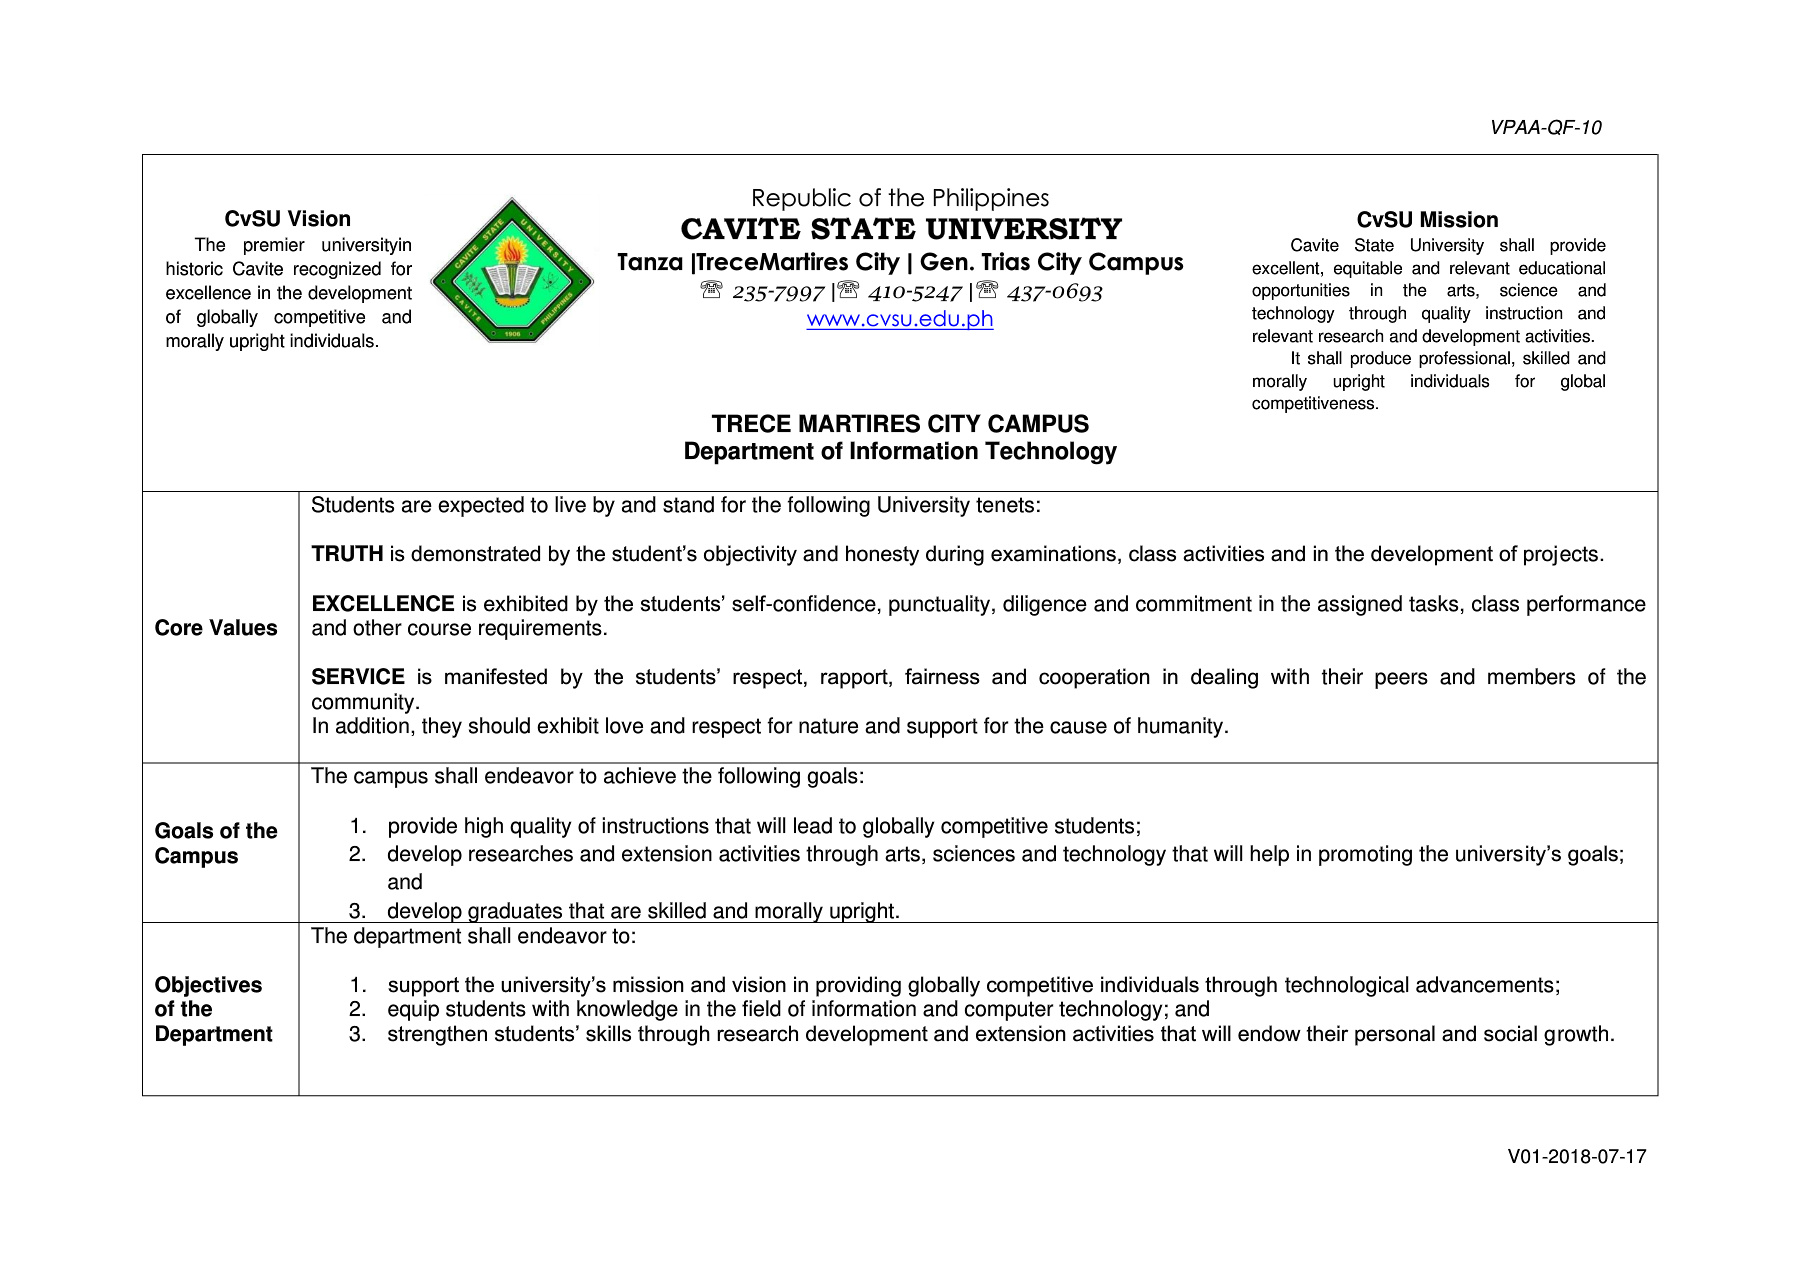 VPAA-QF-10
CvSU Vision
The premier universityin
historic Cavite recognized for
excellence in the development
of globally competitive and
morally upright individuals.
CAVITE STATE UNIVERSITY
CAVITE PHILIPPINES
1906
Republic of the Philippines
CAVITE STATE UNIVERSITY
Tanza |TreceMartires City | Gen. Trias City Campus
☏ 235-7997 |☏ 410-5247 |☏ 437-0693
www.cvsu.edu.ph
CvSU Mission
Cavite State University shall provide
excellent, equitable and relevant educational
opportunities in the arts, science and
technology through quality instruction and
relevant research and development activities.
It shall produce professional, skilled and
morally upright individuals for global
competitiveness.
TRECE MARTIRES CITY CAMPUS
Department of Information Technology
Core Values
Students are expected to live by and stand for the following University tenets:
TRUTH is demonstrated by the student’s objectivity and honesty during examinations, class activities and in the development of projects.
EXCELLENCE is exhibited by the students’ self-confidence, punctuality, diligence and commitment in the assigned tasks, class performance
and other course requirements.
SERVICE is manifested by the students’ respect, rapport, fairness and cooperation in dealing with their peers and members of the
community.
In addition, they should exhibit love and respect for nature and support for the cause of humanity.
Goals of the
Campus
The campus shall endeavor to achieve the following goals:
1. provide high quality of instructions that will lead to globally competitive students;
2. develop researches and extension activities through arts, sciences and technology that will help in promoting the university’s goals;
and
3. develop graduates that are skilled and morally upright.
Objectives
of the
Department
The department shall endeavor to:
1. support the university’s mission and vision in providing globally competitive individuals through technological advancements;
2. equip students with knowledge in the field of information and computer technology; and
3. strengthen students’ skills through research development and extension activities that will endow their personal and social growth.
V01-2018-07-17